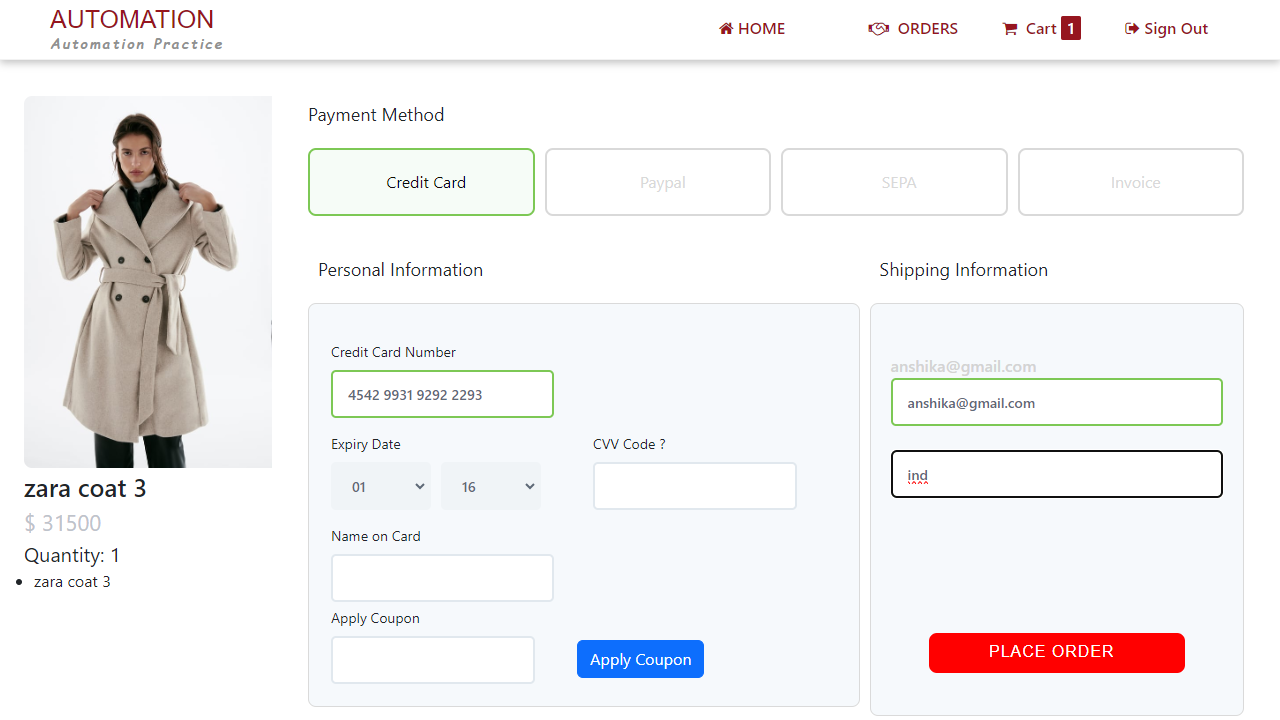 AUTOMATION
Automation Practice
HOME
ORDERS
Cart 1
Sign Out
zara coat 3
$ 31500
Quantity: 1
zara coat 3
Payment Method
Credit Card
Paypal
SEPA
Invoice
Personal Information
Credit Card Number
4542 9931 9292 2293
Expiry Date
CVV Code ?
01
16
Name on Card
Apply Coupon
Apply Coupon
Shipping Information
anshika@gmail.com
anshika@gmail.com
ind
PLACE ORDER